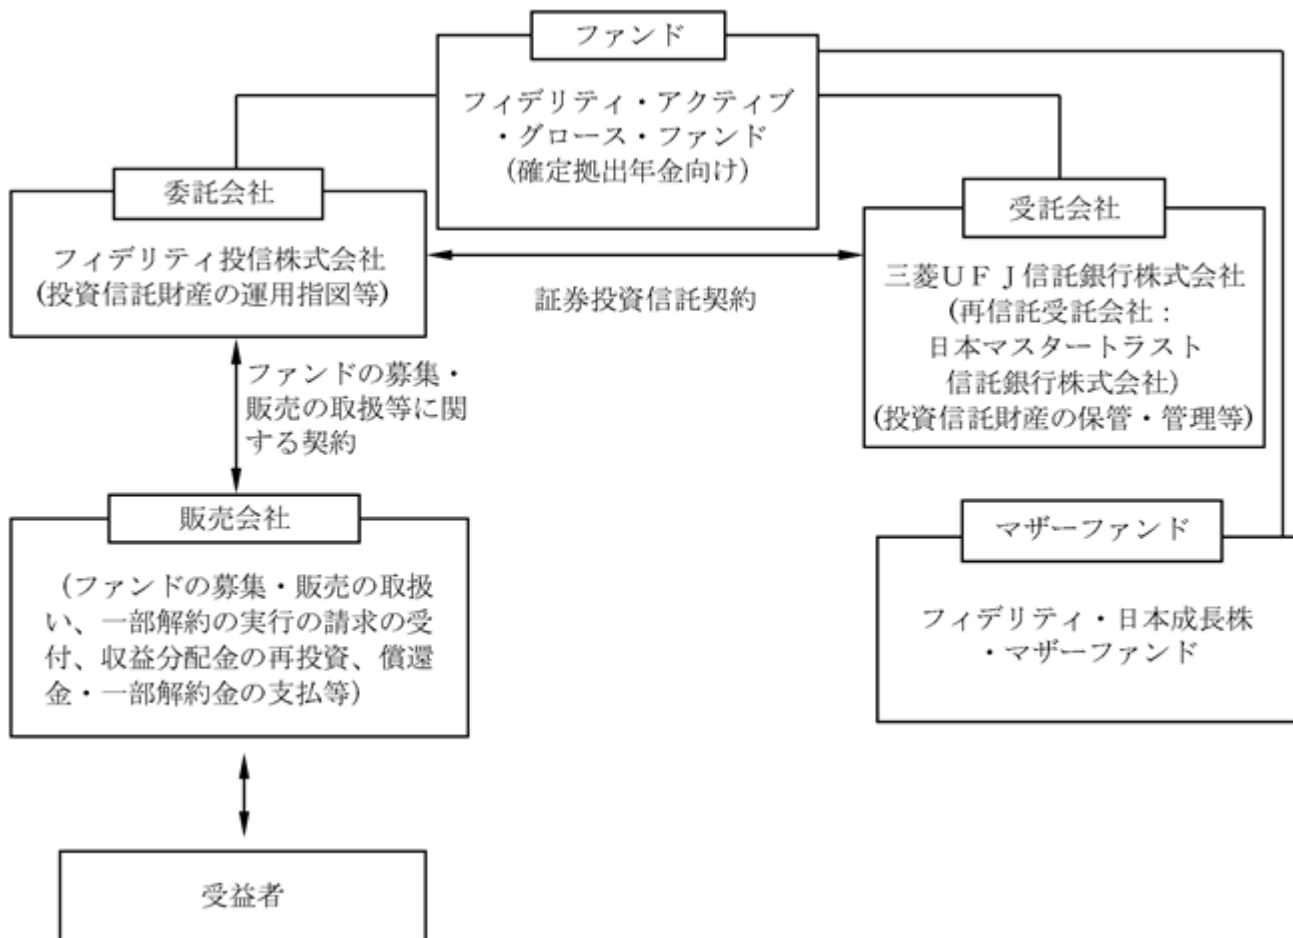 ファンド
フィデリティ・アクティブ
・グロース・ファンド
(確定拠出年金向け)
委託会社
フィデリティ投信株式会社
(投資信託財産の運用指図等)
証券投資信託契約
受託会社
三菱UFJ信託銀行株式会社
(再信託受託会社:
日本マスタートラスト
信託銀行株式会社)
(投資信託財産の保管・管理等)
ファンドの募集・
販売の取扱等に関
する契約
販売会社
(ファンドの募集・販売の取扱
い、一部解約の実行の請求の受
付、収益分配金の再投資、償還
金・一部解約金の支払等)
マザーファンド
フィデリティ・日本成長株
・マザーファンド
受益者